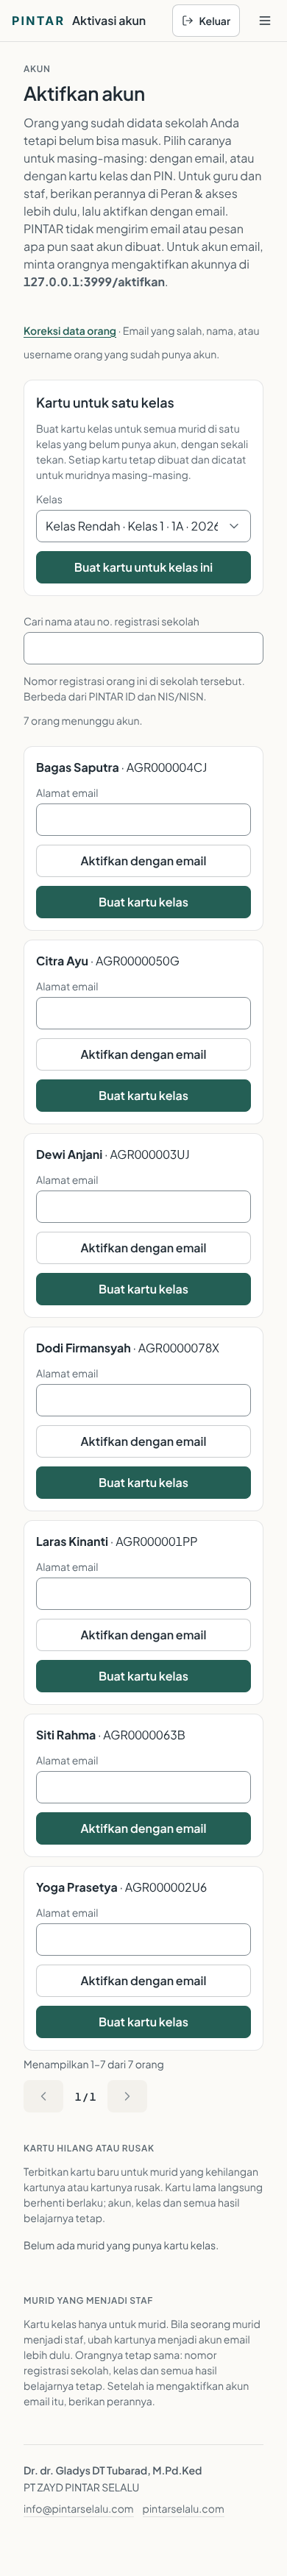 PINTAR Aktivasi akun Keluar
AKUN
Aktifkan akun
Orang yang sudah didata sekolah Anda
tetapi belum bisa masuk. Pilih caranya
untuk masing-masing: dengan email, atau
dengan kartu kelas dan PIN. Untuk guru dan
staf, berikan perannya di Peran & akses
lebih dulu, lalu aktifkan dengan email.
PINTAR tidak mengirim email atau pesan
apa pun saat akun dibuat. Untuk akun email,
minta orangnya mengaktifkan akunnya di
127.0.0.1:3999/aktifkan.
Koreksi data orang · Email yang salah, nama, atau
username orang yang sudah punya akun.
Kartu untuk satu kelas
Buat kartu kelas untuk semua murid di satu
kelas yang belum punya akun, dengan sekali
tekan. Setiap kartu tetap dibuat dan dicatat
untuk muridnya masing-masing.
Kelas
Kelas Rendah · Kelas 1 · 1A · 2026
Buat kartu untuk kelas ini
Cari nama atau no. registrasi sekolah
Nomor registrasi orang ini di sekolah tersebut.
Berbeda dari PINTAR ID dan NIS/NISN.
7 orang menunggu akun.
Bagas Saputra · AGR000004CJ
Alamat email
Aktifkan dengan email
Buat kartu kelas
Citra Ayu · AGR0000050G
Alamat email
Aktifkan dengan email
Buat kartu kelas
Dewi Anjani · AGR000003UJ
Alamat email
Aktifkan dengan email
Buat kartu kelas
Dodi Firmansyah · AGR0000078X
Alamat email
Aktifkan dengan email
Buat kartu kelas
Laras Kinanti · AGR000001PP
Alamat email
Aktifkan dengan email
Buat kartu kelas
Siti Rahma · AGR0000063B
Alamat email
Aktifkan dengan email
Yoga Prasetya · AGR000002U6
Alamat email
Aktifkan dengan email
Buat kartu kelas
Menampilkan 1–7 dari 7 orang
1/1
KARTU HILANG ATAU RUSAK
Terbitkan kartu baru untuk murid yang kehilangan
kartunya atau kartunya rusak. Kartu lama langsung
berhenti berlaku; akun, kelas dan semua hasil
belajarnya tetap.
Belum ada murid yang punya kartu kelas.
MURID YANG MENJADI STAF
Kartu kelas hanya untuk murid. Bila seorang murid
menjadi staf, ubah kartunya menjadi akun email
lebih dulu. Orangnya tetap sama: nomor
registrasi sekolah, kelas dan semua hasil
belajarnya tetap. Setelah ia mengaktifkan akun
email itu, berikan perannya.
Dr. dr. Gladys DT Tubarad, M.Pd.Ked
PT ZAYD PINTAR SELALU
info@pintarselalu.com pintarselalu.com